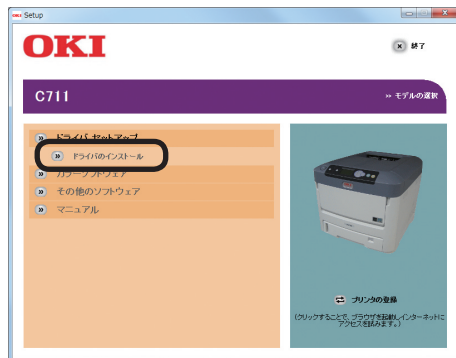 Setup
OKI
終了
C711
モデルの選択
ドライバ セットアップ
ドライバのインストール
カラーソフトウェア
その他のソフトウェア
マニュアル
プリンタの登録
(クリックすることで、ブラウザを起動しインターネットに
アクセスを試みます。)